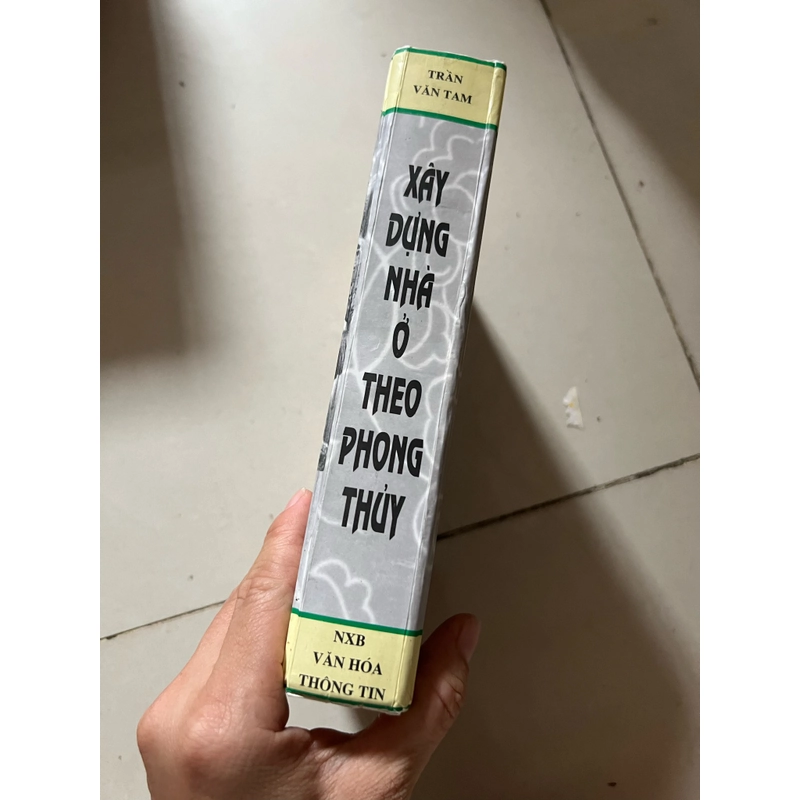 TRẦN
VĂN TAM
XÂY
DỰNG
NHÀ
Ở
THEO
PHONG
THỦY
NXB
VĂN HÓA
THÔNG TIN